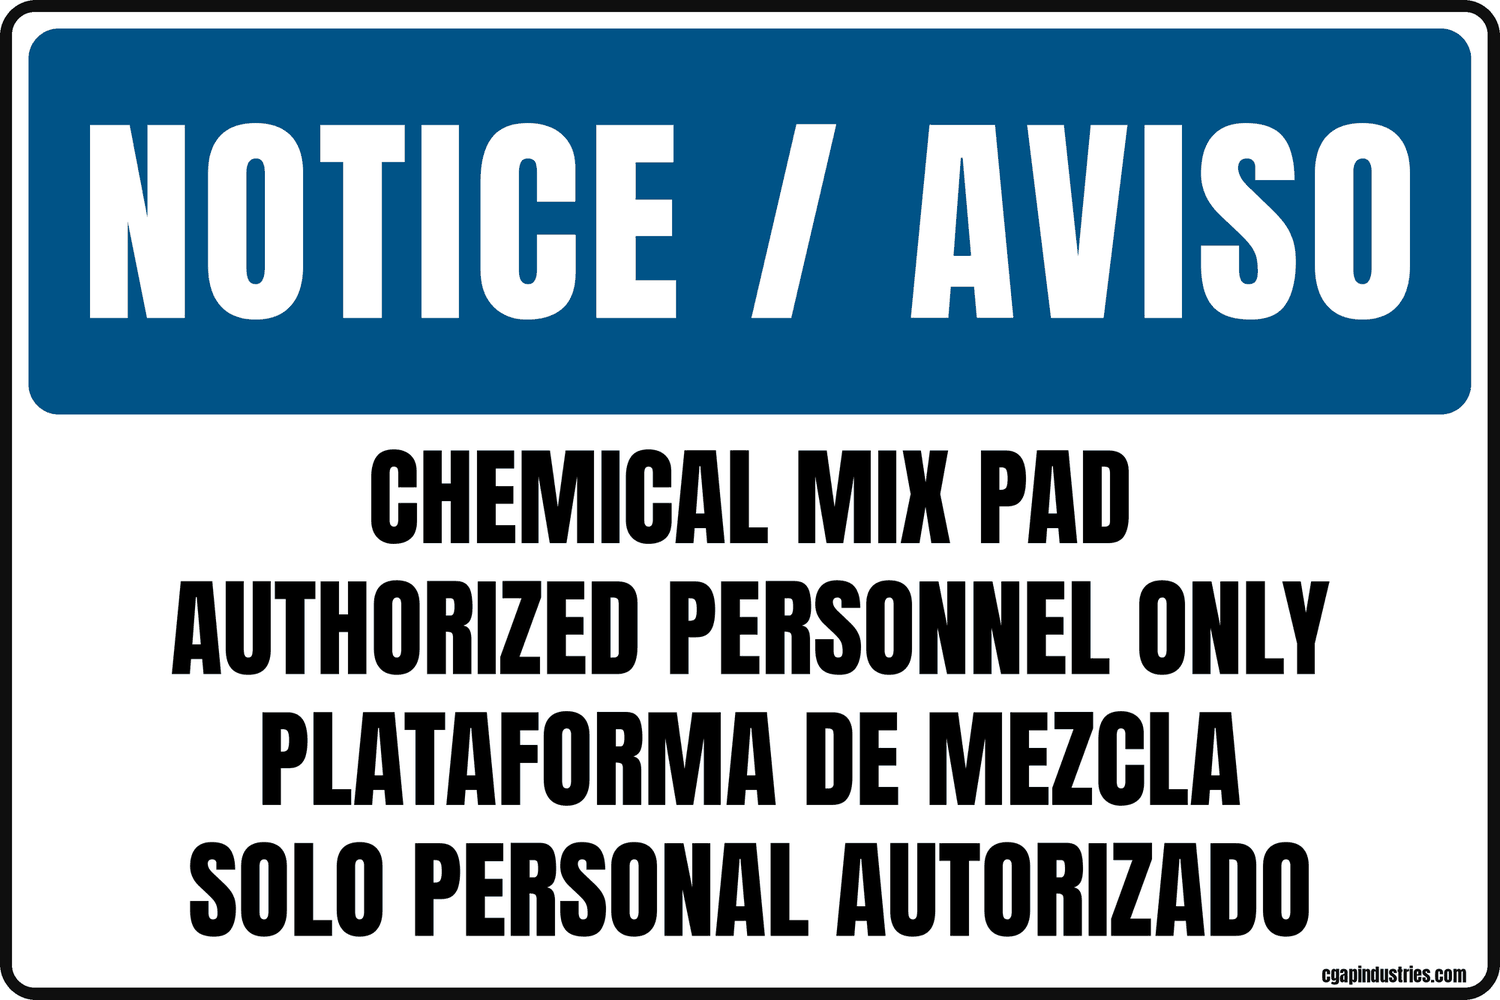 NOTICE / AVISO
CHEMICAL MIX PAD
AUTHORIZED PERSONNEL ONLY
PLATAFORMA DE MEZCLA
SOLO PERSONAL AUTORIZADO
cgapindustries.com